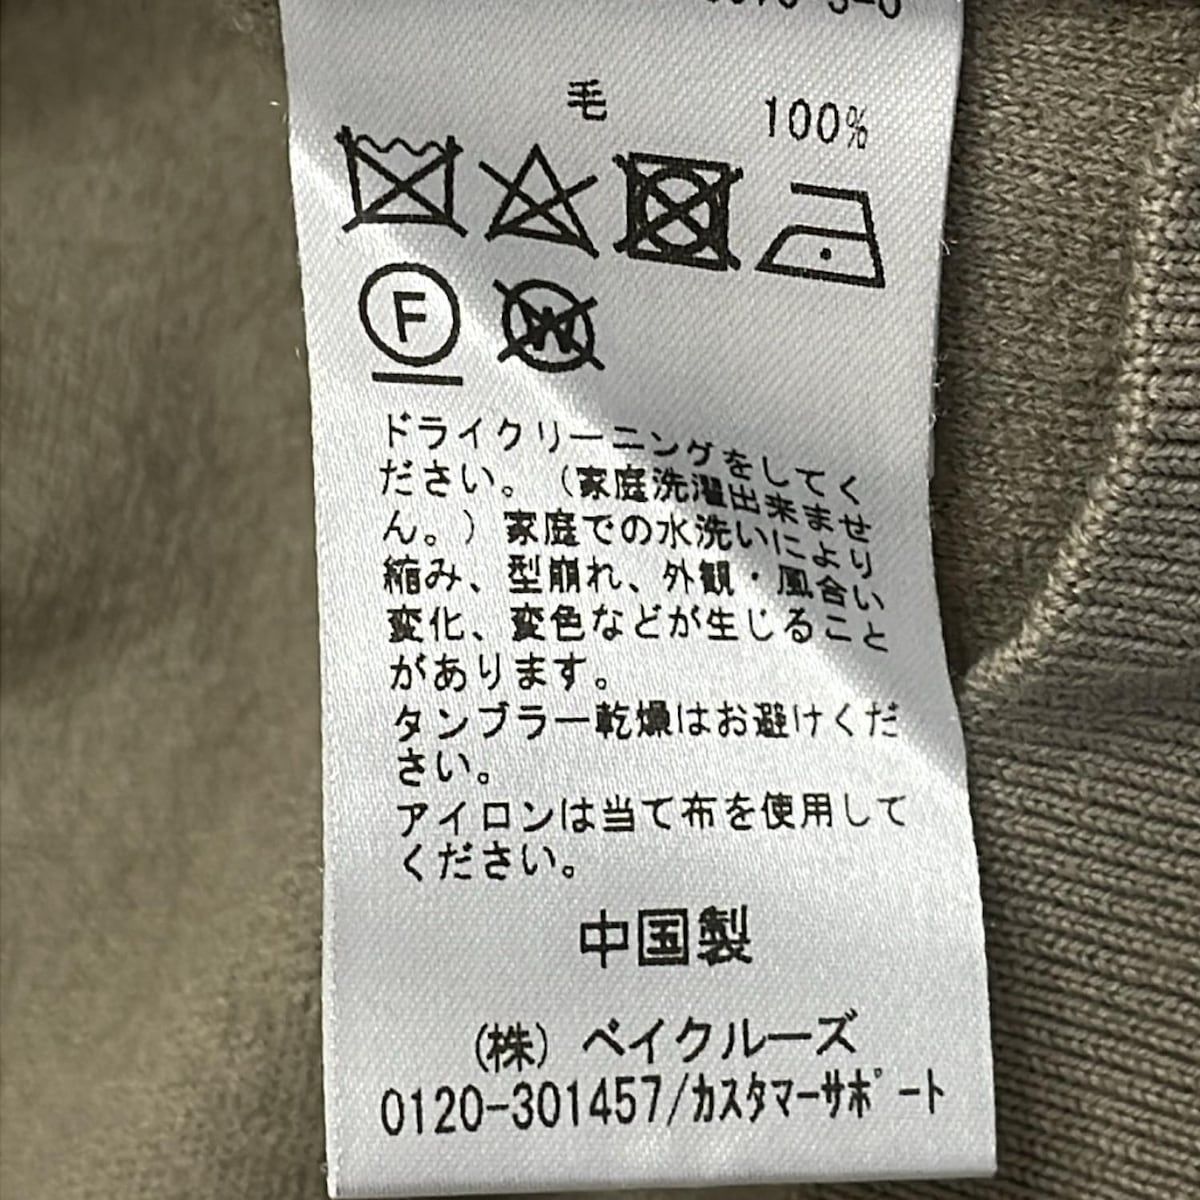 毛 100%
F
W
ドライクリーニングをしてく
ださい。(家庭洗濯出来ませ
ん。)家庭での水洗いにより
縮み、型崩れ、外観・風合い
変化、変色などが生じること
があります。
タンブラー乾燥はお避けくだ
さい。
アイロンは当て布を使用して
ください。
中国製
(株) ベイクルーズ
0120-301457/ｶｽﾀﾏｰｻﾎﾟｰﾄ